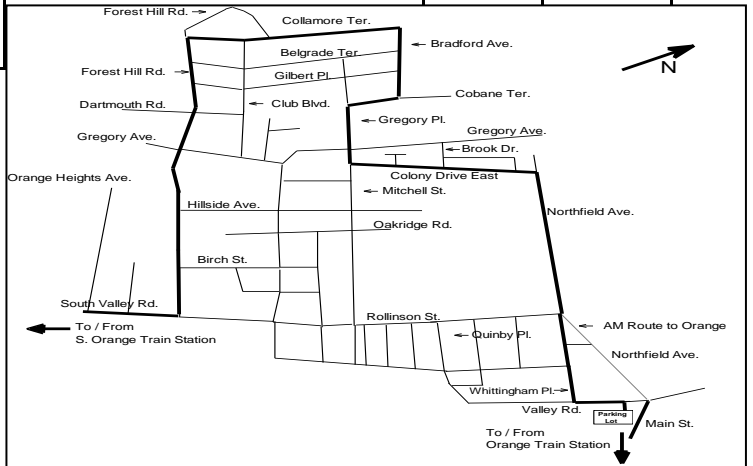 Forest Hill Rd.
Collamore Ter.
Bradford Ave.
Belgrade Ter.
N
Forest Hill Rd.
Gilbert Pl.
Cobane Ter.
Dartmouth Rd.
Club Blvd.
Gregory Pl.
Gregory Ave.
Gregory Ave.
Brook Dr.
Orange Heights Ave.
Colony Drive East
Mitchell St.
Hillside Ave.
Northfield Ave.
Oakridge Rd.
Birch St.
South Valley Rd.
Rollinson St.
To / From
S. Orange Train Station
AM Route to Orange
Quinby Pl.
Northfield Ave.
Whittingham Pl.
Valley Rd.
Parking
Lot
Main St.
To / From
Orange Train Station